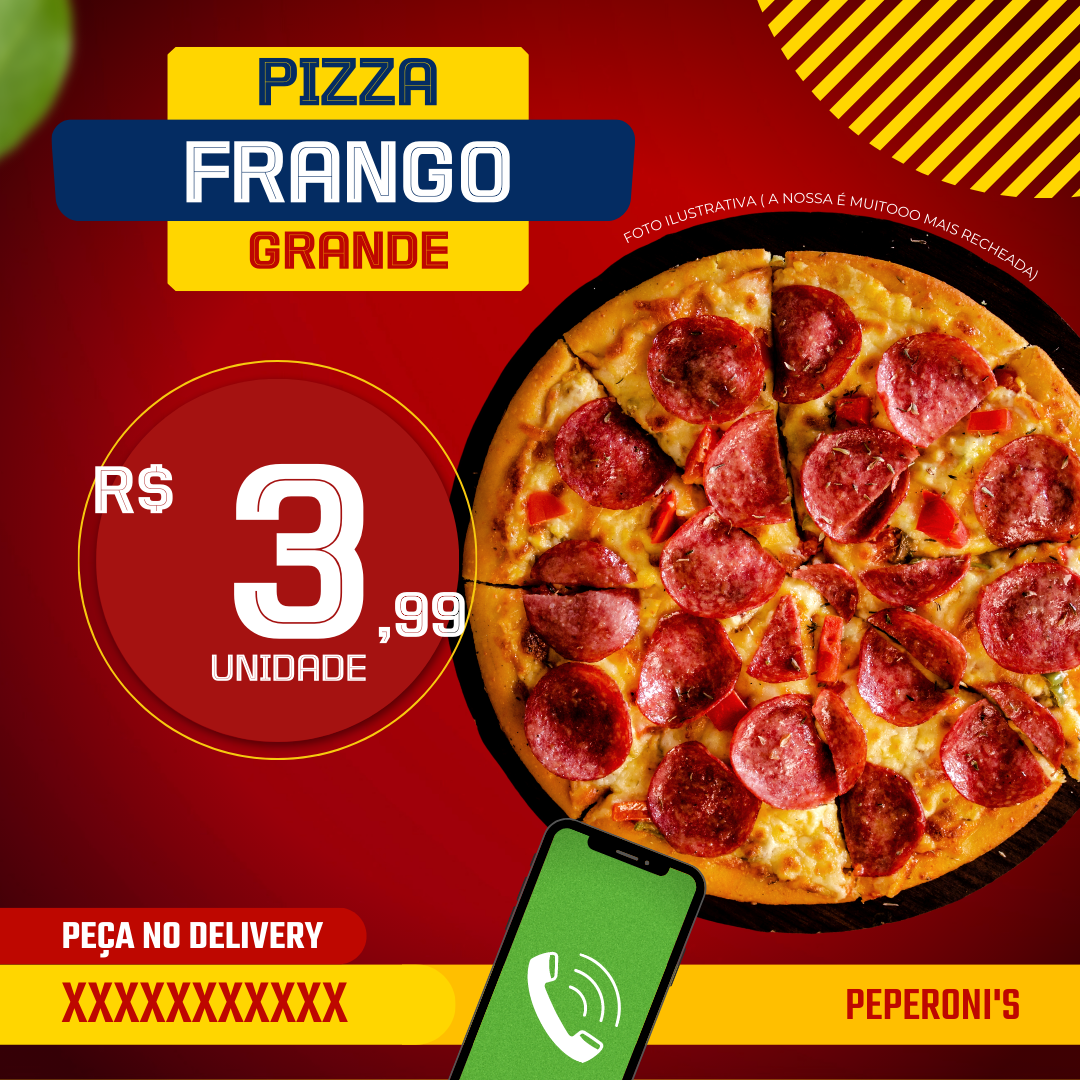 PIZZA
FRANGO
GRANDE
FOTO ILUSTRATIVA ( A NOSSA É MUITOOO MAIS RECHEADA)
R$ 3,99
UNIDADE
PEÇA NO DELIVERY
XXXXXXXXXXX
PEPERONI'S